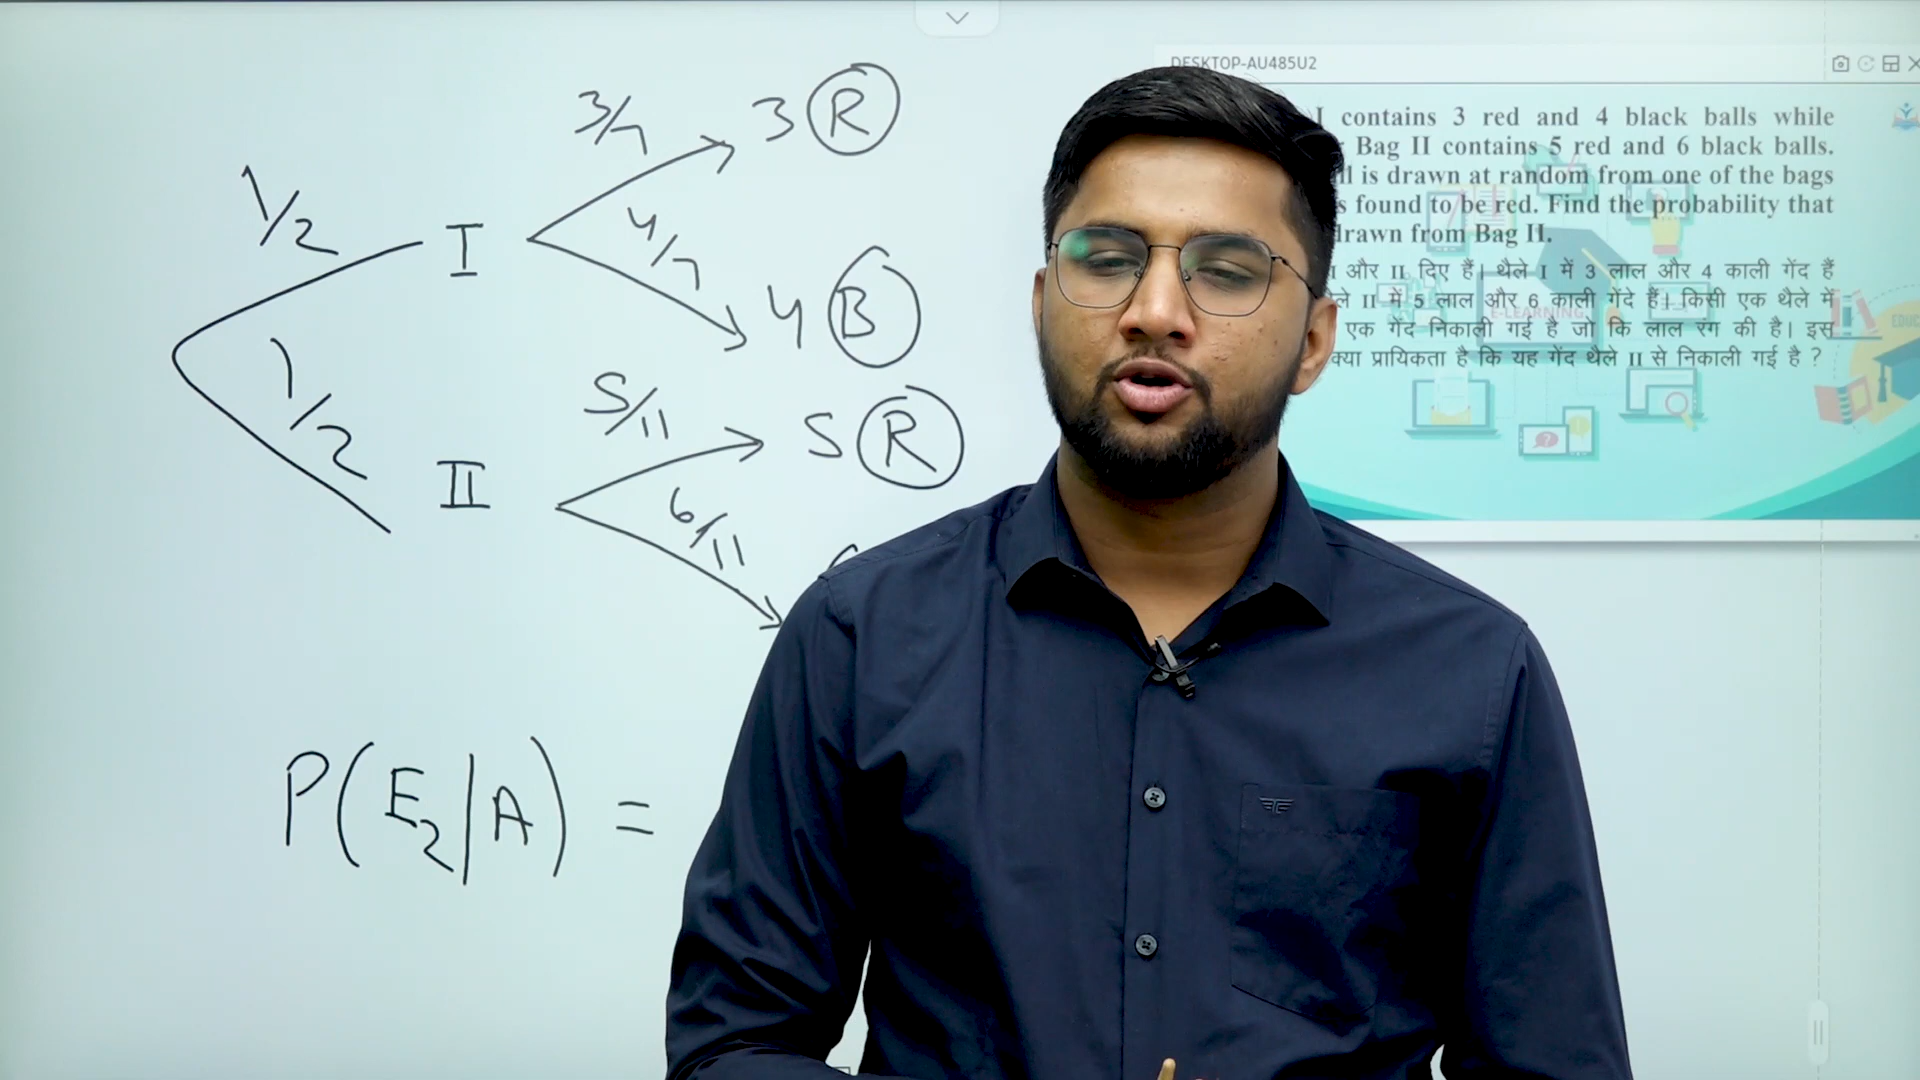 DESKTOP-AU485U2
I contains 3 red and 4 black balls while
Bag II contains 5 red and 6 black balls.
is drawn at random from one of the bags
found to be red. Find the probability that
drawn from Bag II.
I और II दिए हैं। थैले I में 3 लाल और 4 काली गेंद हैं
II में 5 लाल और 6 काली गेंदे हैं। किसी एक थैले में
एक गेंद निकाली गई है जो कि लाल रंग की है। इस
क्या प्रायिकता है कि यह गेंद थैले II से निकाली गई है ?
E-LEARNING
3/7 3 R
1/2 I
4/7 4 B
1/2
5/11 5 R
II
6/11
P(E₂|A) =